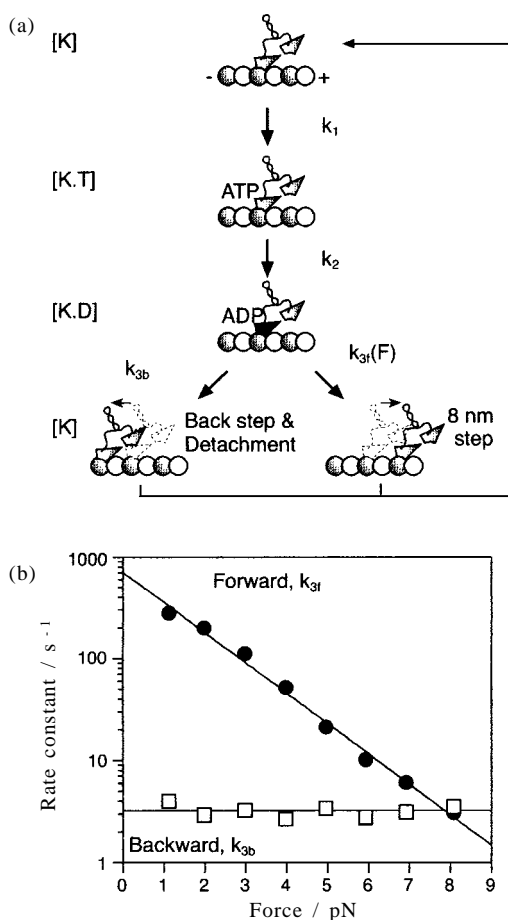 (a)
[K]
- +
k1
[K.T]
ATP
k2
[K.D]
ADP
k3b
k3f(F)
[K]
Back step &
Detachment
8 nm
step
(b)
1000
100
10
1
Rate constant / s-1
Forward, k3f
Backward, k3b
0 1 2 3 4 5 6 7 8 9
Force / pN